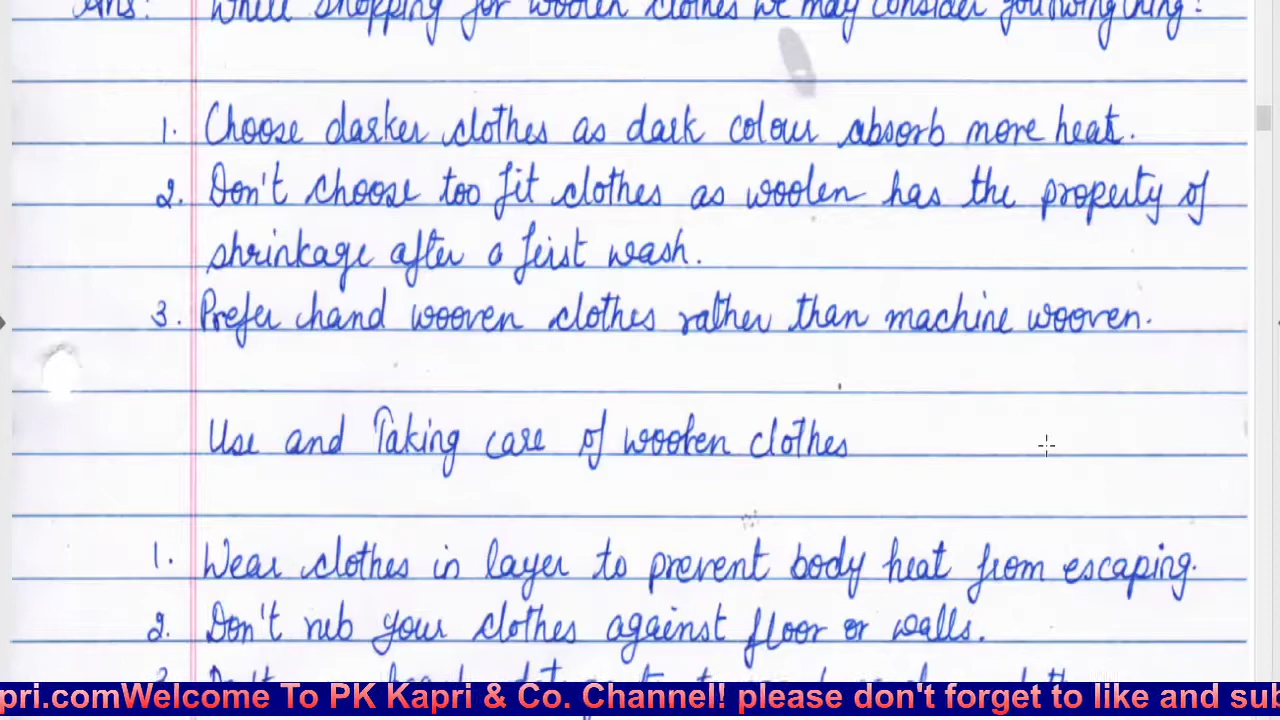 Ans: While shopping for woolen clothes we may consider following thing:
1. Choose darker clothes as dark colour absorb more heat.
2. Don't choose too fit clothes as woolen has the property of
shrinkage after a first wash.
3. Prefer hand wooven clothes rather than machine wooven.
Use and Taking care of woolen clothes
1. Wear clothes in layer to prevent body heat from escaping.
2. Don't rub your clothes against floor or walls.
3. Don't
pri.comWelcome To PK Kapri & Co. Channel! please don't forget to like and sub